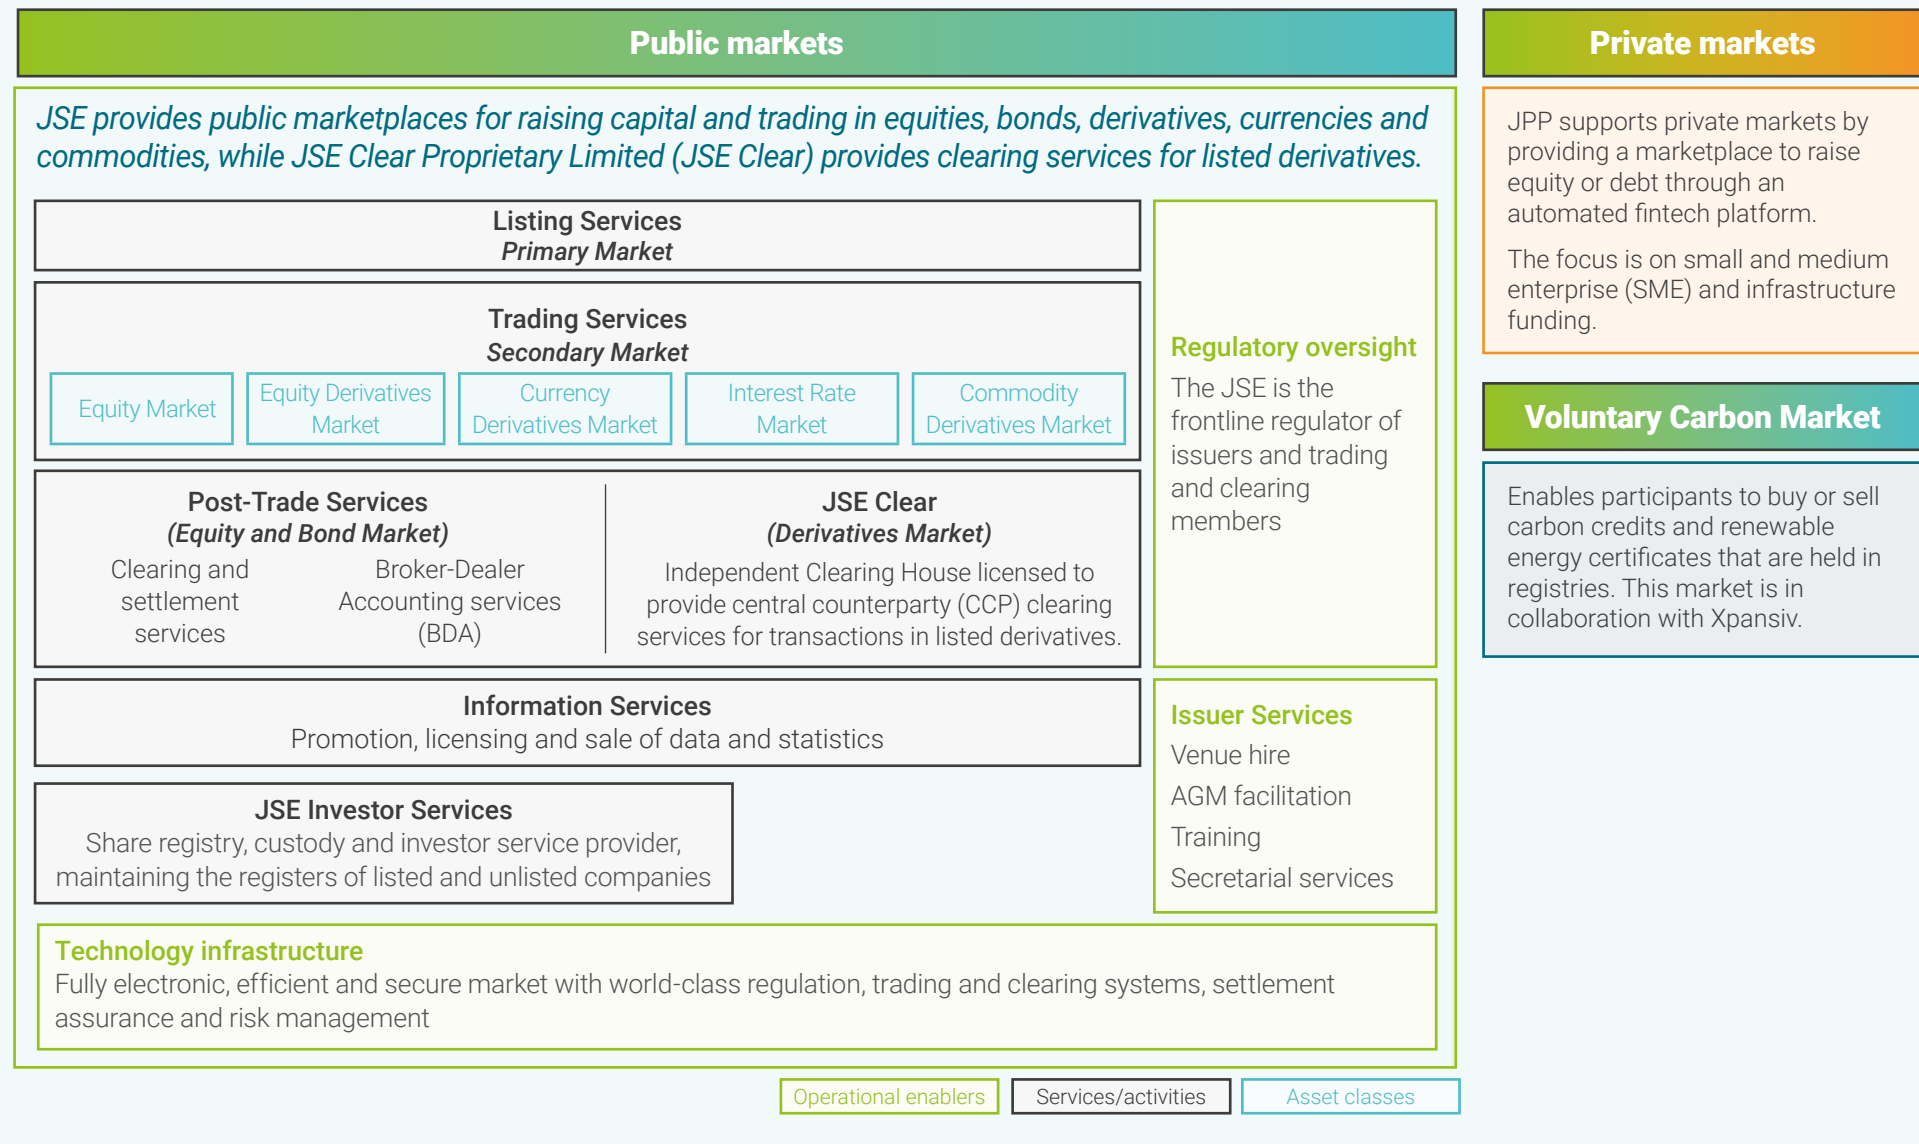 Public markets
JSE provides public marketplaces for raising capital and trading in equities, bonds, derivatives, currencies and
commodities, while JSE Clear Proprietary Limited (JSE Clear) provides clearing services for listed derivatives.
Listing Services
Primary Market
Trading Services
Secondary Market
Equity Market
Equity Derivatives
Market
Currency
Derivatives Market
Interest Rate
Market
Commodity
Derivatives Market
Post-Trade Services
(Equity and Bond Market)
Clearing and
settlement
services
Broker-Dealer
Accounting services
(BDA)
JSE Clear
(Derivatives Market)
Independent Clearing House licensed to
provide central counterparty (CCP) clearing
services for transactions in listed derivatives.
Information Services
Promotion, licensing and sale of data and statistics
JSE Investor Services
Share registry, custody and investor service provider,
maintaining the registers of listed and unlisted companies
Regulatory oversight
The JSE is the
frontline regulator of
issuers and trading
and clearing
members
Issuer Services
Venue hire
AGM facilitation
Training
Secretarial services
Technology infrastructure
Fully electronic, efficient and secure market with world-class regulation, trading and clearing systems, settlement
assurance and risk management
Operational enablers
Services/activities
Asset classes
Private markets
JPP supports private markets by
providing a marketplace to raise
equity or debt through an
automated fintech platform.
The focus is on small and medium
enterprise (SME) and infrastructure
funding.
Voluntary Carbon Market
Enables participants to buy or sell
carbon credits and renewable
energy certificates that are held in
registries. This market is in
collaboration with Xpansiv.